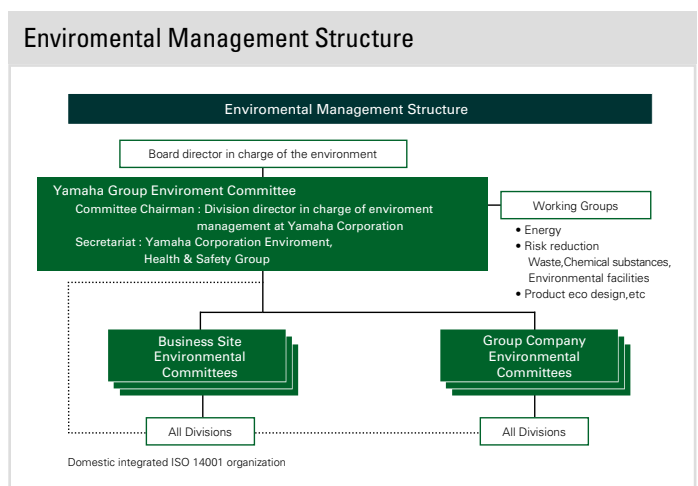 Enviromental Management Structure
Enviromental Management Structure
Board director in charge of the environment
Yamaha Group Enviroment Committee
Committee Chairman : Division director in charge of enviroment
management at Yamaha Corporation
Secretariat : Yamaha Corporation Enviroment,
Health & Safety Group
Working Groups
• Energy
• Risk reduction
Waste,Chemical substances,
Environmental facilities
• Product eco design,etc
Business Site
Environmental
Committees
Group Company
Environmental
Committees
All Divisions
All Divisions
Domestic integrated ISO 14001 organization